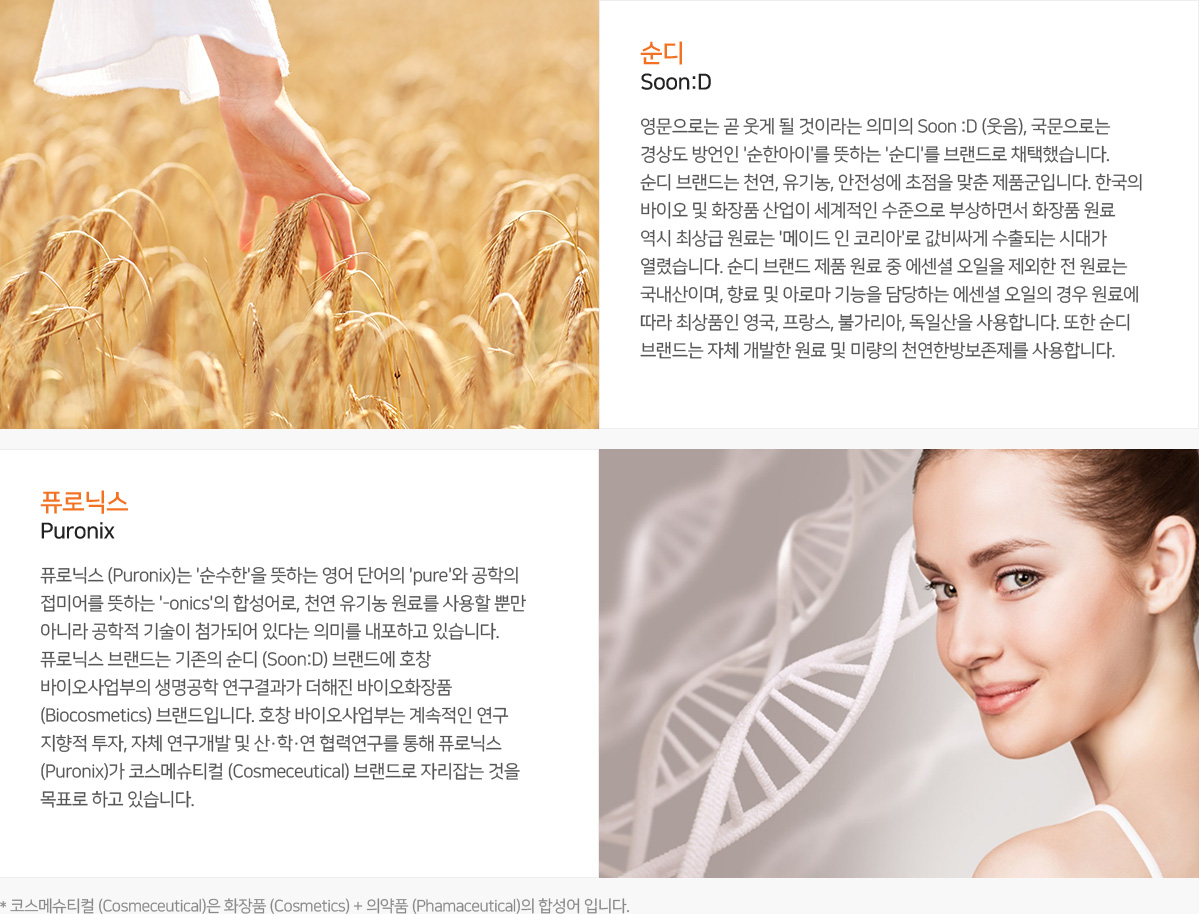 순디
Soon:D
영문으로는 곧 웃게 될 것이라는 의미의 Soon :D (웃음), 국문으로는
경상도 방언인 '순한아이'를 뜻하는 '순디'를 브랜드로 채택했습니다.
순디 브랜드는 천연, 유기농, 안전성에 초점을 맞춘 제품군입니다. 한국의
바이오 및 화장품 산업이 세계적인 수준으로 부상하면서 화장품 원료
역시 최상급 원료는 '메이드 인 코리아'로 값비싸게 수출되는 시대가
열렸습니다. 순디 브랜드 제품 원료 중 에센셜 오일을 제외한 전 원료는
국내산이며, 향료 및 아로마 기능을 담당하는 에센셜 오일의 경우 원료에
따라 최상품인 영국, 프랑스, 불가리아, 독일산을 사용합니다. 또한 순디
브랜드는 자체 개발한 원료 및 미량의 천연한방보존제를 사용합니다.
퓨로닉스
Puronix
퓨로닉스 (Puronix)는 '순수한'을 뜻하는 영어 단어의 'pure'와 공학의
접미어를 뜻하는 '-onics'의 합성어로, 천연 유기농 원료를 사용할 뿐만
아니라 공학적 기술이 첨가되어 있다는 의미를 내포하고 있습니다.
퓨로닉스 브랜드는 기존의 순디 (Soon:D) 브랜드에 호창
바이오사업부의 생명공학 연구결과가 더해진 바이오화장품
(Biocosmetics) 브랜드입니다. 호창 바이오사업부는 계속적인 연구
지향적 투자, 자체 연구개발 및 산·학·연 협력연구를 통해 퓨로닉스
(Puronix)가 코스메슈티컬 (Cosmeceutical) 브랜드로 자리잡는 것을
목표로 하고 있습니다.
* 코스메슈티컬 (Cosmeceutical)은 화장품 (Cosmetics) + 의약품 (Phamaceutical)의 합성어 입니다.